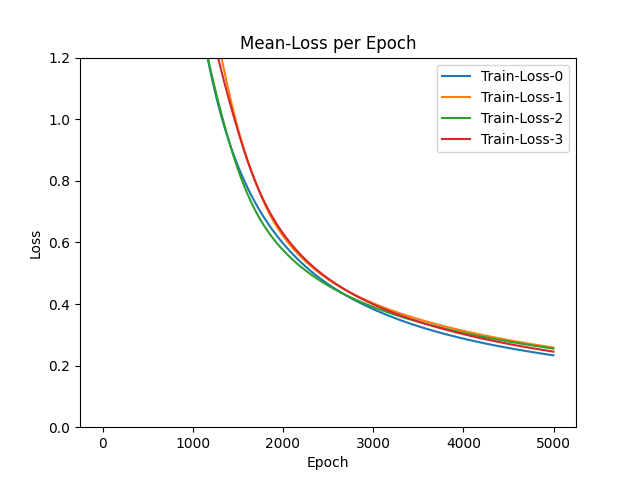 Mean-Loss per Epoch
1.2
1.0
0.8
0.6
0.4
0.2
0.0
Loss
Train-Loss-0
Train-Loss-1
Train-Loss-2
Train-Loss-3
0 1000 2000 3000 4000 5000
Epoch